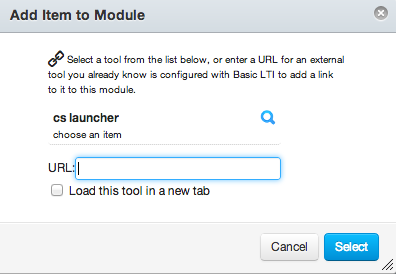 Add Item to Module
Select a tool from the list below, or enter a URL for an external
tool you already know is configured with Basic LTI to add a link
to it to this module.
cs launcher
choose an item
URL:
Load this tool in a new tab
Cancel Select